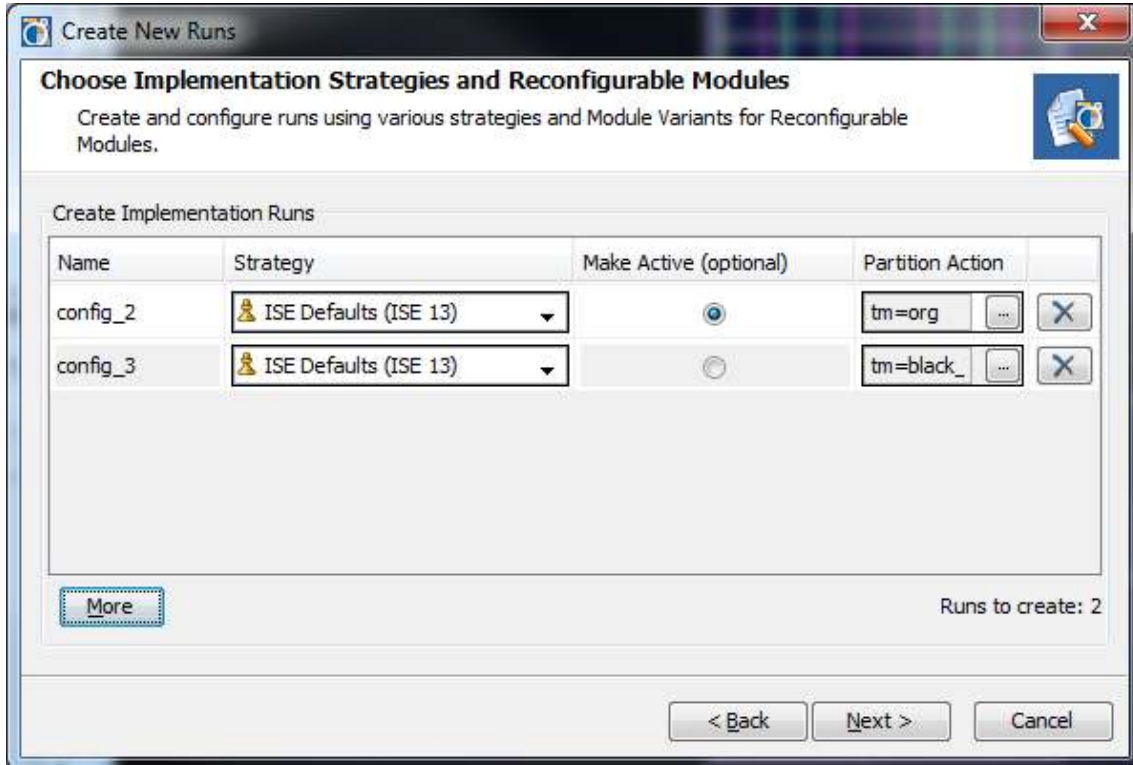 Create New Runs
Choose Implementation Strategies and Reconfigurable Modules
Create and configure runs using various strategies and Module Variants for Reconfigurable
Modules.
Create Implementation Runs
Name Strategy Make Active (optional) Partition Action
config_2 ISE Defaults (ISE 13) tm=org ...
config_3 ISE Defaults (ISE 13) tm=black_ ...
More Runs to create: 2
< Back Next > Cancel